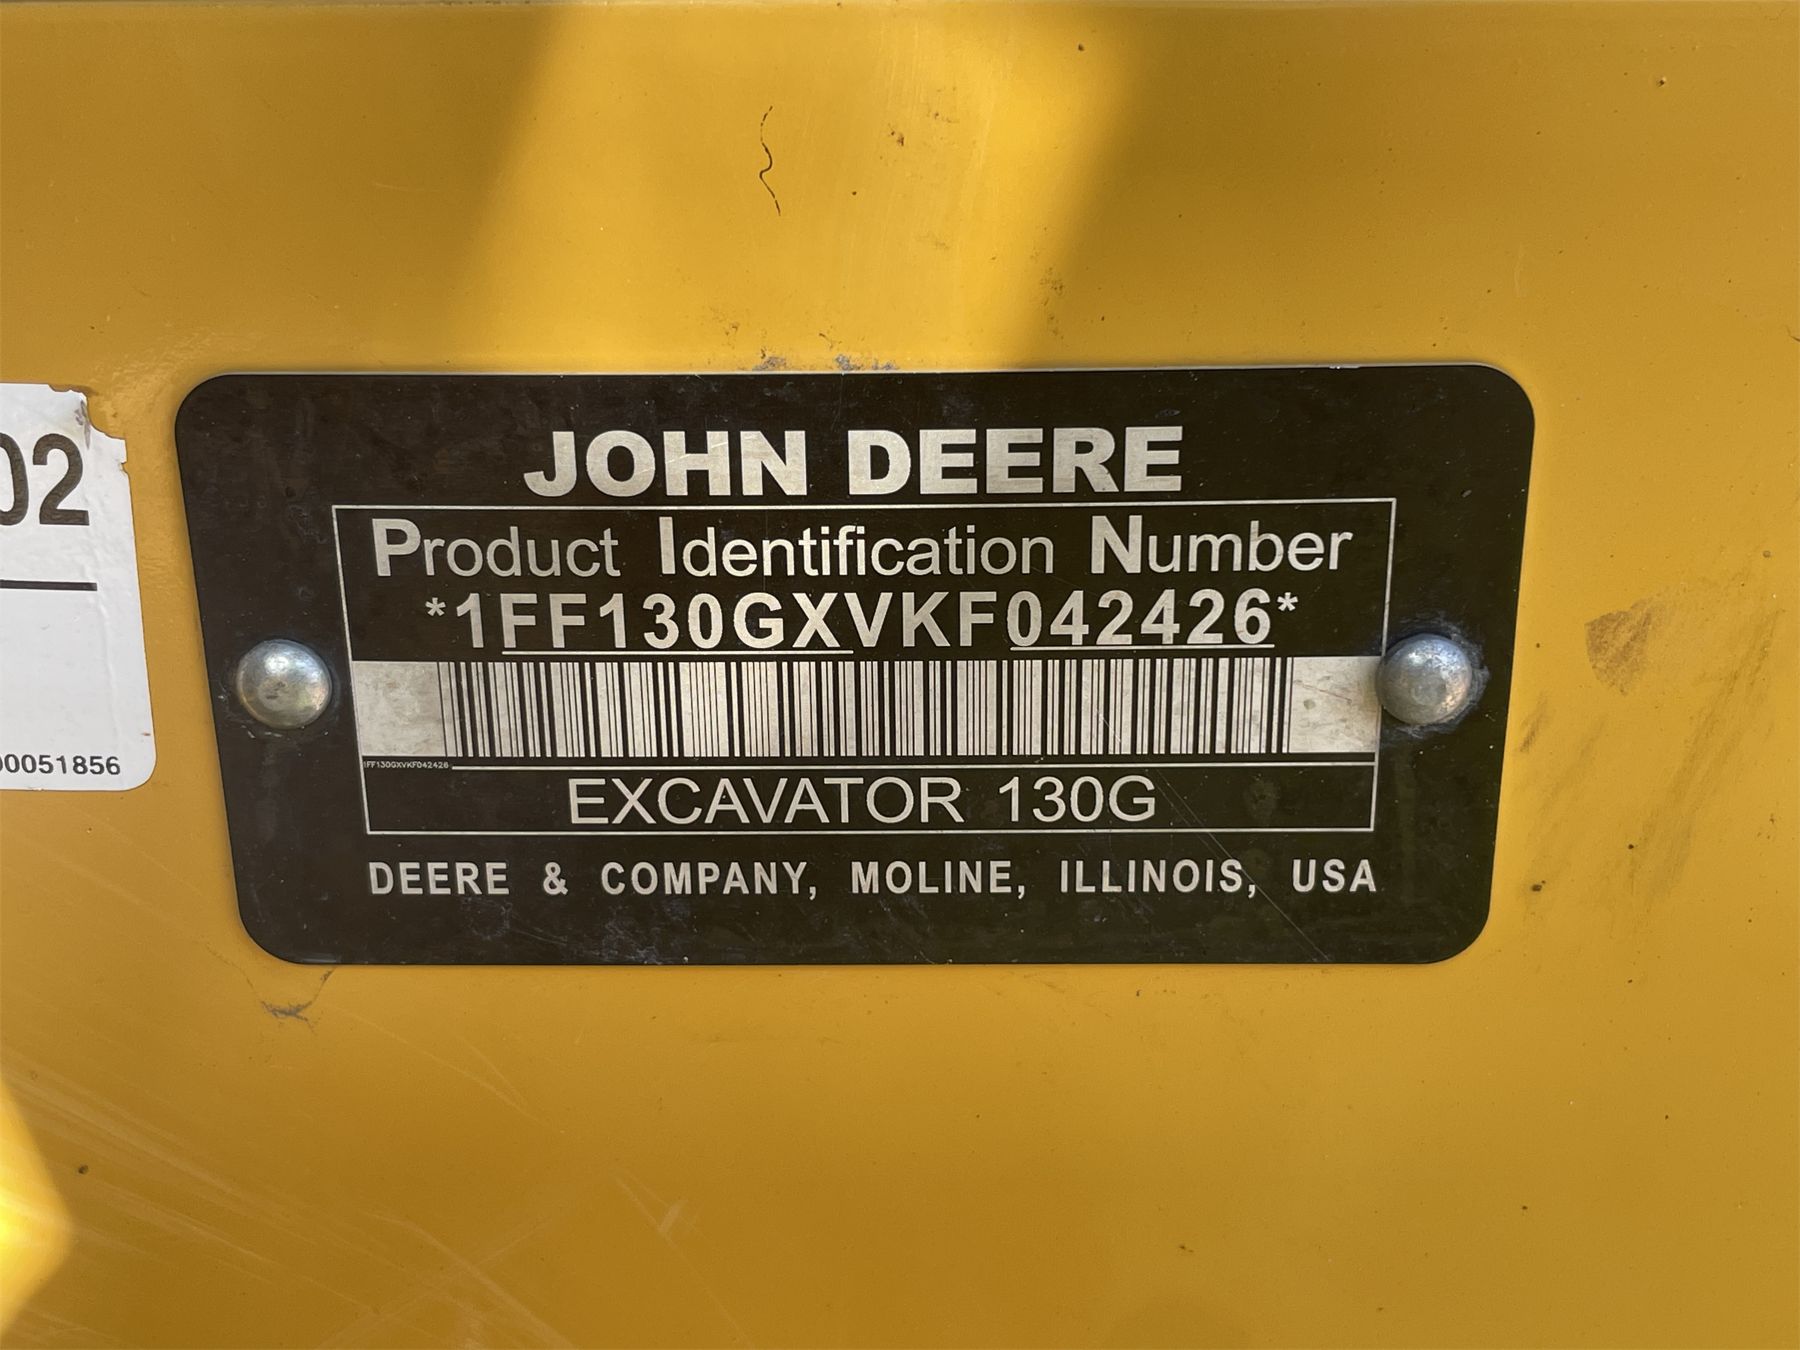 JOHN DEERE
Product Identification Number
*1FF130GXVKF042426*
1FF130GXVKF042426
EXCAVATOR 130G
DEERE & COMPANY, MOLINE, ILLINOIS, USA
02
00051856